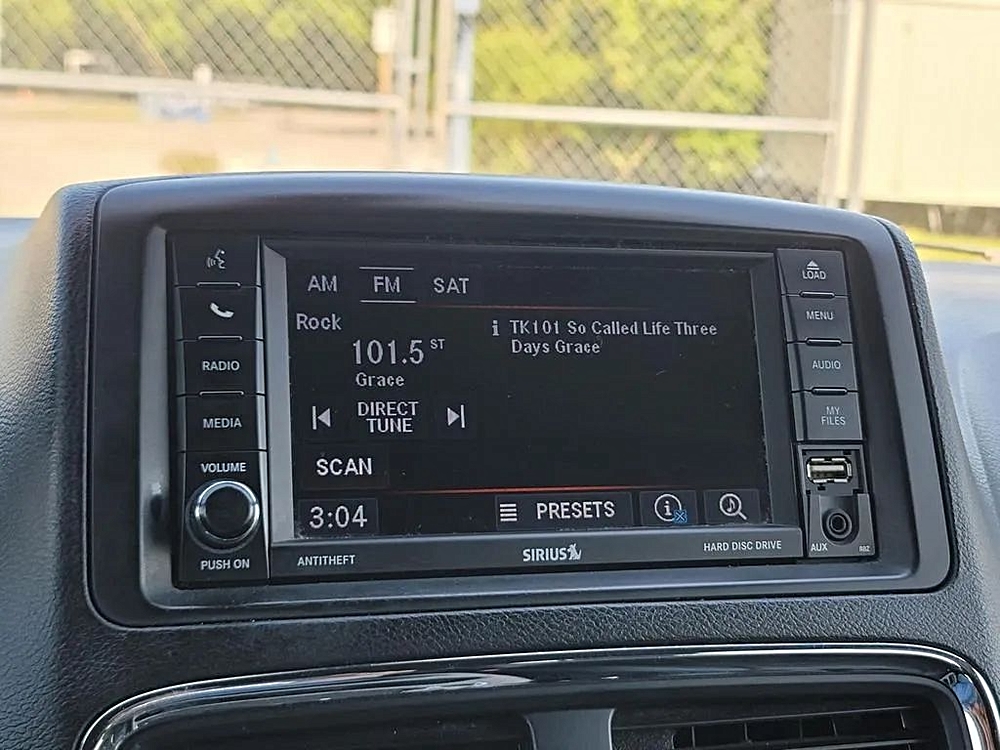 AM FM SAT
Rock
101.5 ST
Grace
i TK101 So Called Life Three
Days Grace
DIRECT
TUNE
SCAN
3:04
PRESETS
i
RADIO
MEDIA
VOLUME
PUSH ON
LOAD
MENU
AUDIO
MY
FILES
AUX
RBZ
ANTITHEFT
SIRIUS
HARD DISC DRIVE